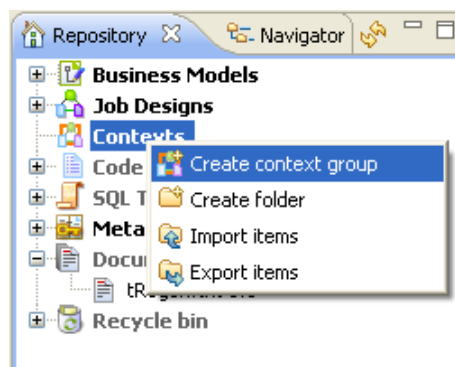 Repository Navigator
Business Models
Job Designs
Contexts
Create context group
Code
Create folder
SQL T
Import items
Meta
Export items
Docu
Recycle bin